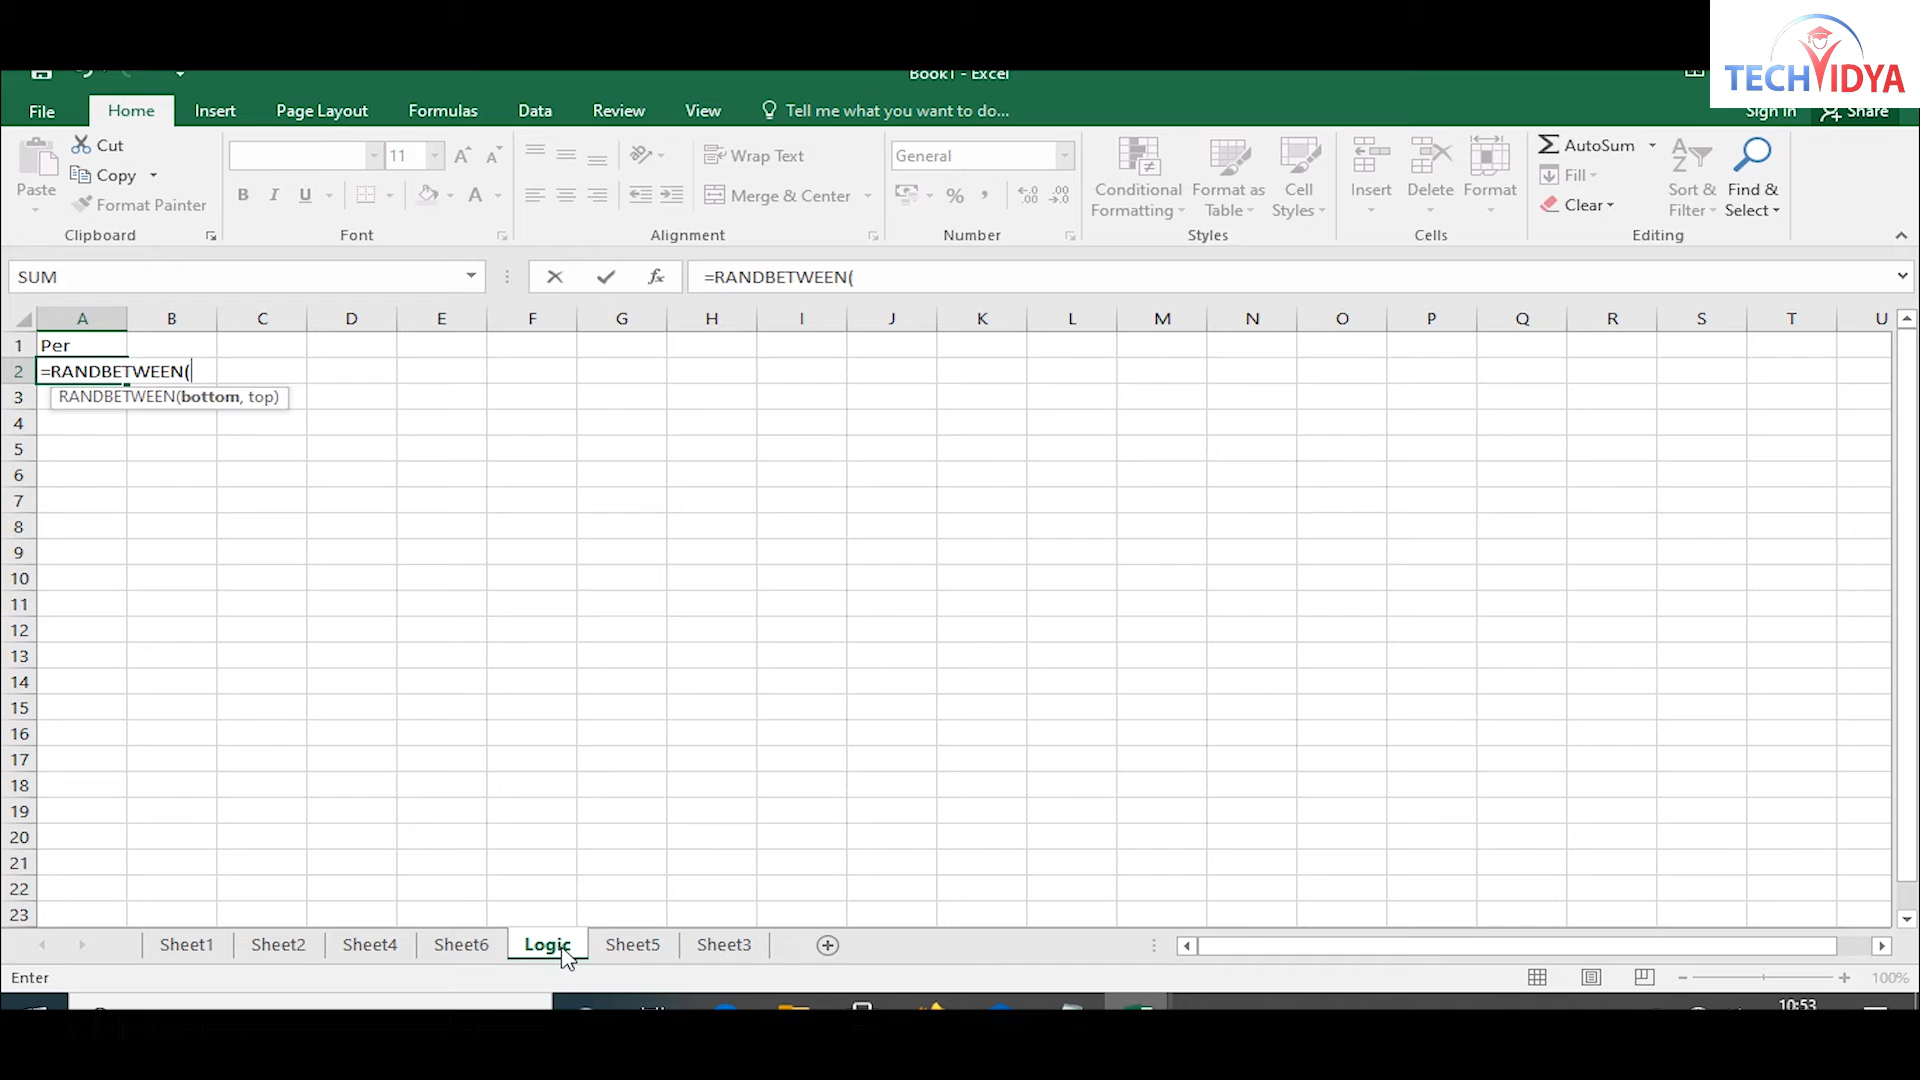 TECHVIDYA
Book1 - Excel
File Home Insert Page Layout Formulas Data Review View Tell me what you want to do... Sign in Share
Cut
Copy
Format Painter
Paste
Clipboard
11
B I U
Font
Wrap Text
Merge & Center
Alignment
General
%
Number
Conditional Formatting
Format as Table
Cell Styles
Styles
Insert Delete Format
Cells
AutoSum
Fill
Clear
Sort & Filter
Find & Select
Editing
SUM fx =RANDBETWEEN(
A B C D E F G H I J K L M N O P Q R S T U
1 Per
2 =RANDBETWEEN(
3 RANDBETWEEN(bottom, top)
4
5
6
7
8
9
10
11
12
13
14
15
16
17
18
19
20
21
22
23
Sheet1 Sheet2 Sheet4 Sheet6 Logic Sheet5 Sheet3
Enter 100%
10:53